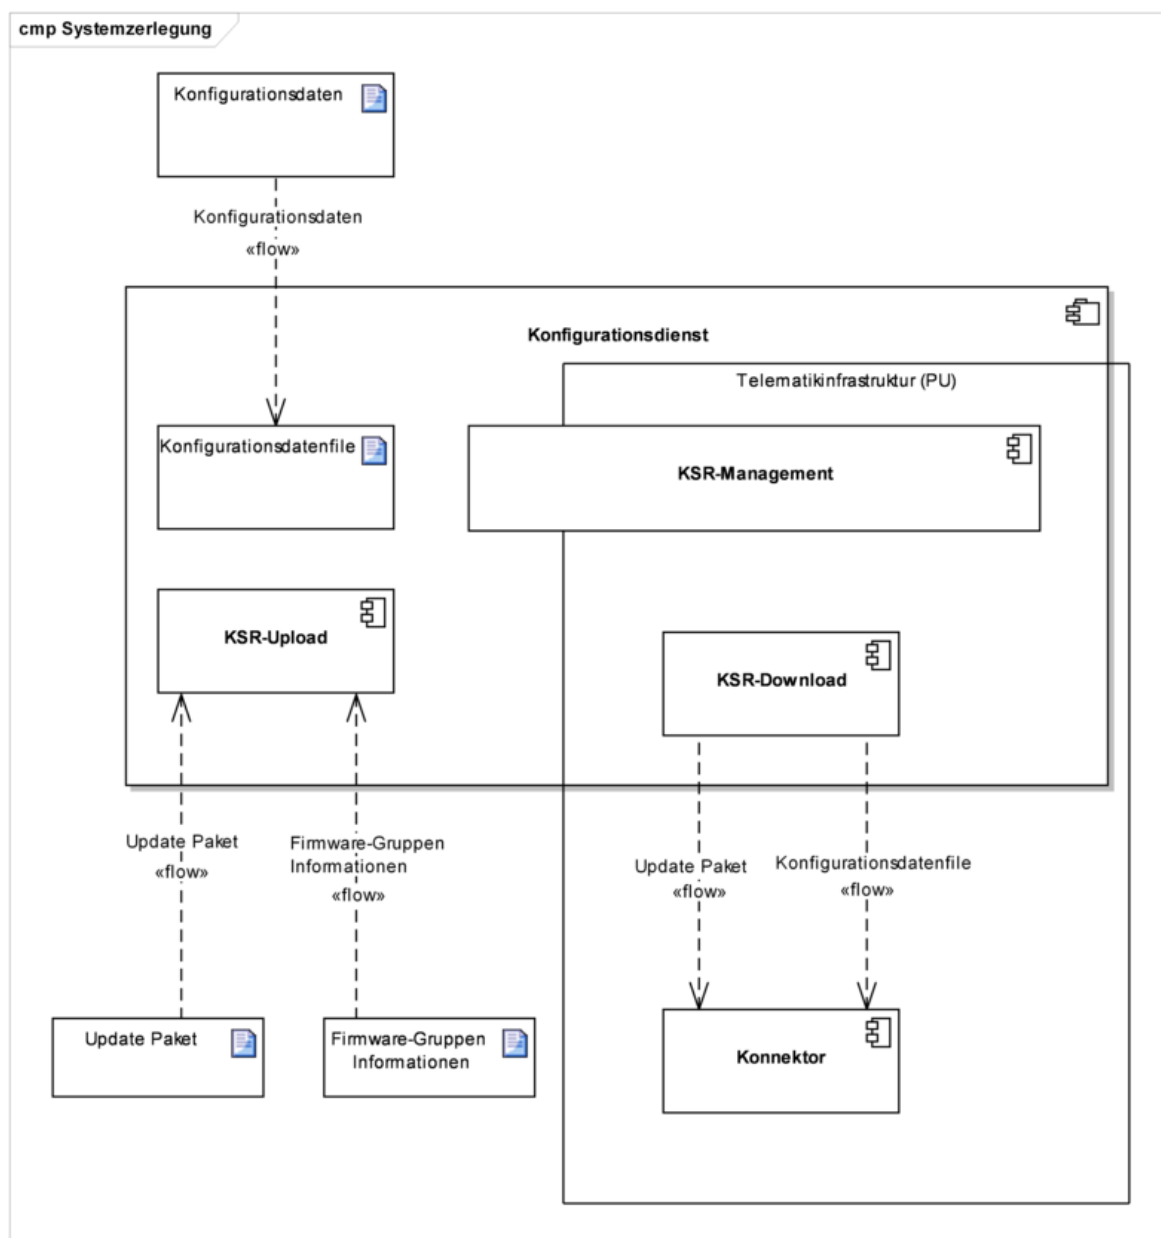 cmp Systemzerlegung
Konfigurationsdaten
Konfigurationsdaten
«flow»
Konfigurationsdienst
Telematikinfrastruktur (PU)
Konfigurationsdatenfile
KSR-Management
KSR-Upload
KSR-Download
Update Paket
«flow»
Firmware-Gruppen
Informationen
«flow»
Update Paket
«flow»
Konfigurationsdatenfile
«flow»
Update Paket
Firmware-Gruppen
Informationen
Konnektor